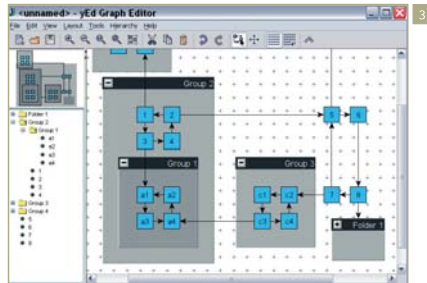 <unnamed> - yEd Graph Editor
3
File Edit View Layout Tools Hierarchy Help
Group 2
1 2
5 6
3 4
Group 1
Group 3
a1 a2
c1 c2
7 8
a3 a4
c3 c4
Folder 1
Folder 1
Group 2
Group 1
a1
a2
a3
a4
1
2
3
4
Group 3
Group 4
5
6
7
8